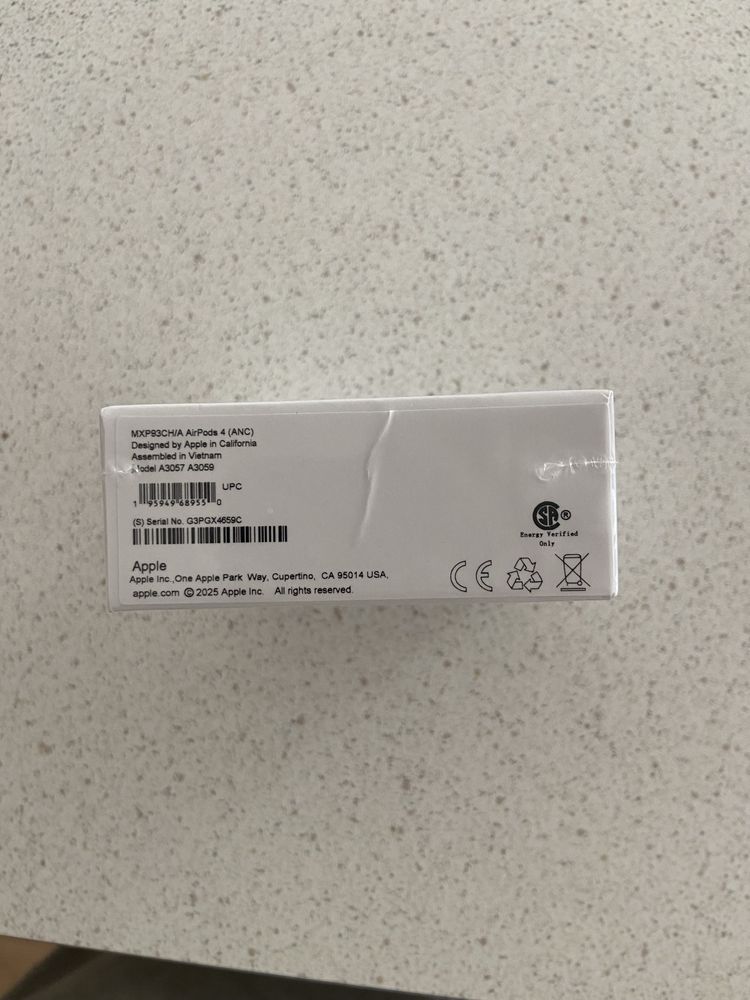 MXP93CH/A AirPods 4 (ANC)
Designed by Apple in California
Assembled in Vietnam
Model A3057 A3059
UPC
1 95949 68955 0
(S) Serial No. G3PGX4659C
Apple
Apple Inc.,One Apple Park Way, Cupertino, CA 95014 USA,
apple.com © 2025 Apple Inc. All rights reserved.
SA ®
Energy Verified
Only
CE